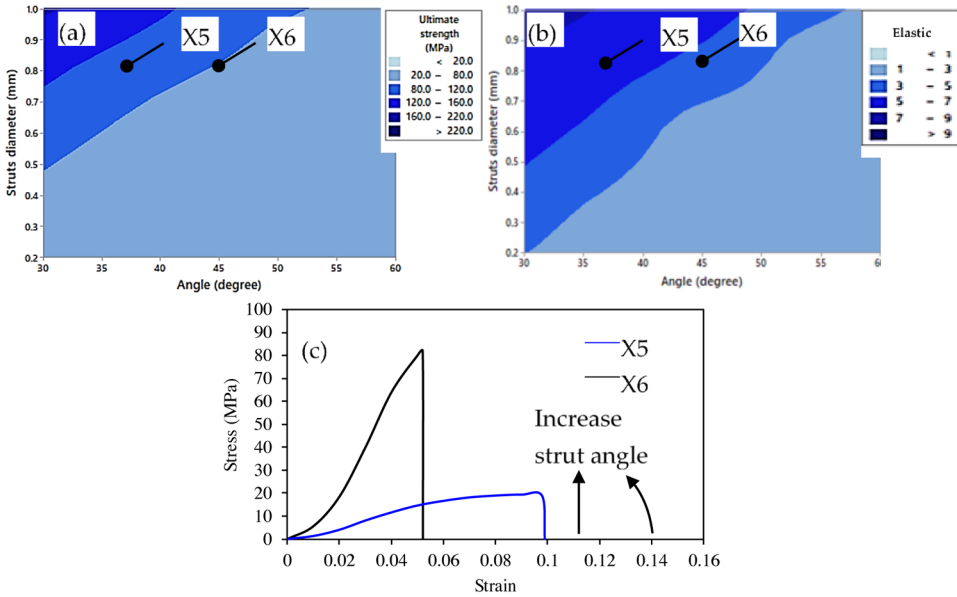 (a)
X5
X6
Struts diameter (mm)
1.0
0.9
0.8
0.7
0.6
0.5
0.4
0.3
0.2
30 35 40 45 50 55 60
Angle (degree)
Ultimate
strength
(MPa)
< 20.0
20.0 – 80.0
80.0 – 120.0
120.0 – 160.0
160.0 – 220.0
> 220.0
(b)
X5
X6
Struts diameter (mm)
1.0
0.9
0.8
0.7
0.6
0.5
0.4
0.3
0.2
30 35 40 45 50 55
Angle (degree)
Elastic
<
1 – 3
3 – 5
5 – 7
7 – 9
> 9
(c)
Stress (MPa)
100
90
80
70
60
50
40
30
20
10
0
0 0.02 0.04 0.06 0.08 0.1 0.12 0.14 0.16
Strain
X5
X6
Increase
strut angle